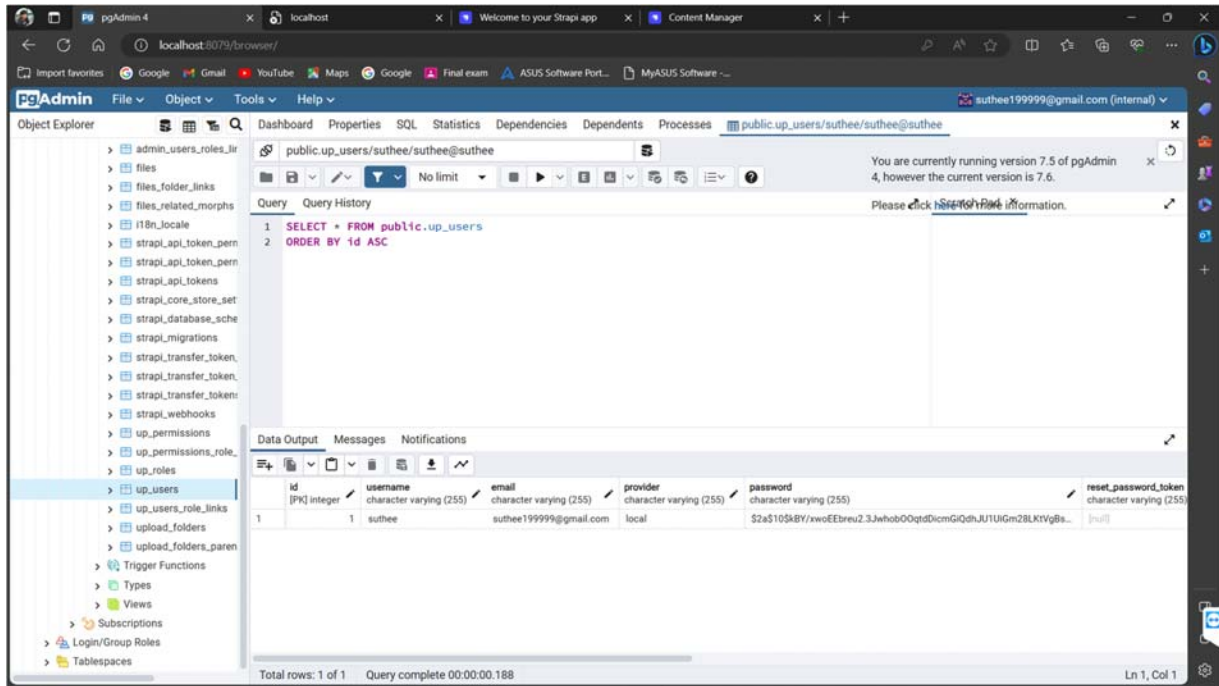 pgAdmin 4
localhost
Welcome to your Strapi app
Content Manager
localhost:8079/browser/
Import favorites
Google
Gmail
YouTube
Maps
Google
Final exam
ASUS Software Port...
MyASUS Software -...
pgAdmin File Object Tools Help
suthee199999@gmail.com (internal)
Object Explorer
Dashboard Properties SQL Statistics Dependencies Dependents Processes public.up_users/suthee/suthee@suthee
admin_users_roles_lir
files
files_folder_links
files_related_morphs
i18n_locale
strapi_api_token_perm
strapi_api_token_perm
strapi_api_tokens
strapi_core_store_set
strapi_database_sche
strapi_migrations
strapi_transfer_token_
strapi_transfer_token_
strapi_transfer_tokens
strapi_webhooks
up_permissions
up_permissions_role_
up_roles
up_users
up_users_role_links
upload_folders
upload_folders_paren
Trigger Functions
Types
Views
Subscriptions
Login/Group Roles
Tablespaces
public.up_users/suthee/suthee@suthee
No limit
You are currently running version 7.5 of pgAdmin
4, however the current version is 7.6.
Please click here for more information.
Query Query History
Scratch Pad
1 SELECT * FROM public.up_users
2 ORDER BY id ASC
Data Output Messages Notifications
id username email provider password reset_password_token
[PK] integer character varying (255) character varying (255) character varying (255) character varying (255) character varying (255)
1 1 suthee suthee199999@gmail.com local $2a$10$kBY/xwoEEbreu2.3JwhobOOqtdDicmGiQdhJU1UiGm28LKtVgBs... [null]
Total rows: 1 of 1 Query complete 00:00:00.188
Ln 1, Col 1